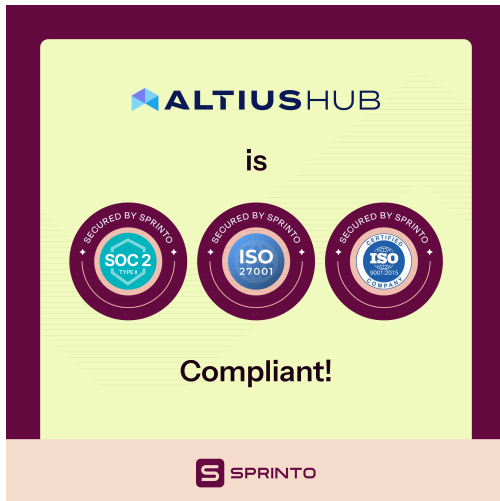 ALTIUSHUB
is
SECURED BY SPRINTO
SOC 2
TYPE II
SECURED BY SPRINTO
ISO
27001
SECURED BY SPRINTO
CERTIFIED
ISO
9001:2015
COMPANY
Compliant!
S SPRINTO